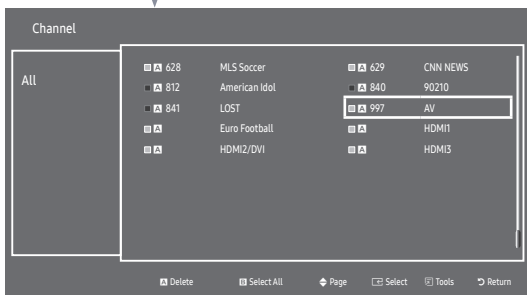 Channel
All
A 628 MLS Soccer A 629 CNN NEWS
A 812 American Idol A 840 90210
A 841 LOST A 997 AV
A Euro Football A HDMI1
A HDMI2/DVI A HDMI3
A Delete B Select All Page Select Tools Return